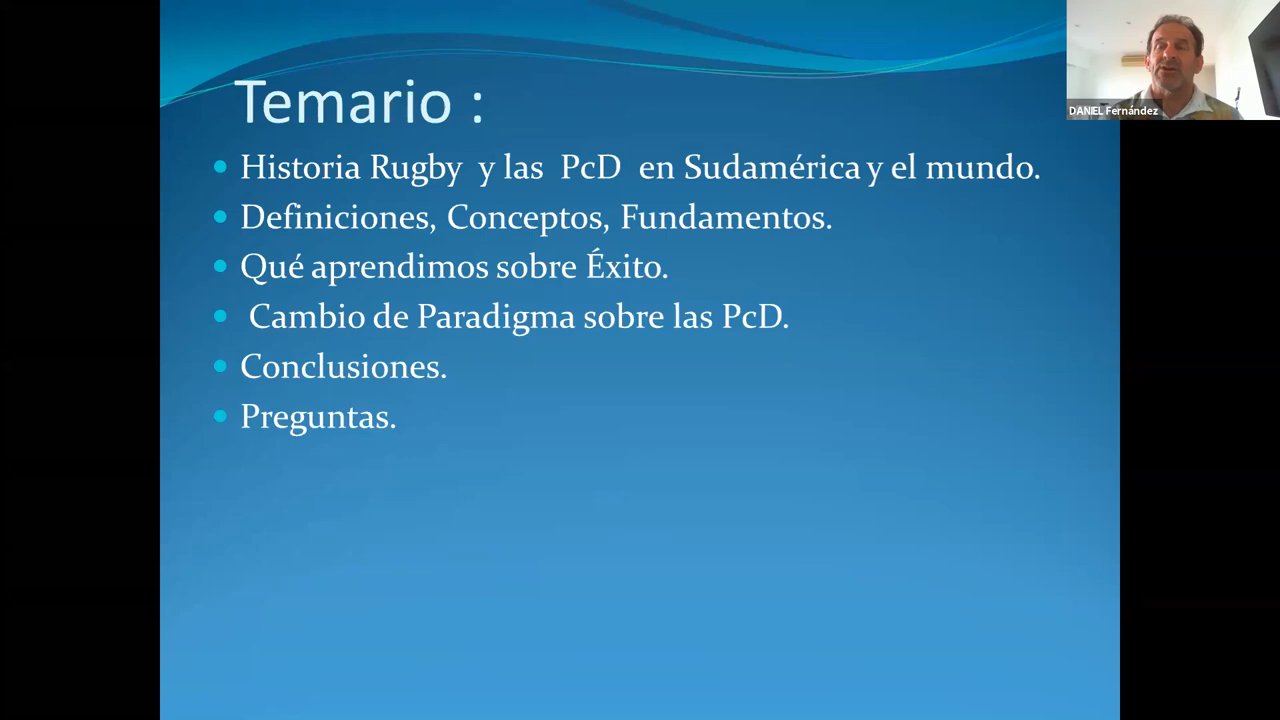 Temario :
Historia Rugby y las PcD en Sudamérica y el mundo.
Definiciones, Conceptos, Fundamentos.
Qué aprendimos sobre Éxito.
Cambio de Paradigma sobre las PcD.
Conclusiones.
Preguntas.
DANIEL Fernández